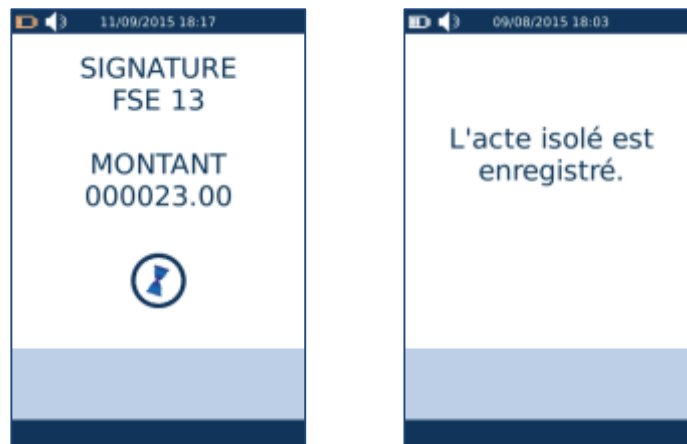 11/09/2015 18:17
SIGNATURE
FSE 13
MONTANT
000023.00
09/08/2015 18:03
L'acte isolé est
enregistré.